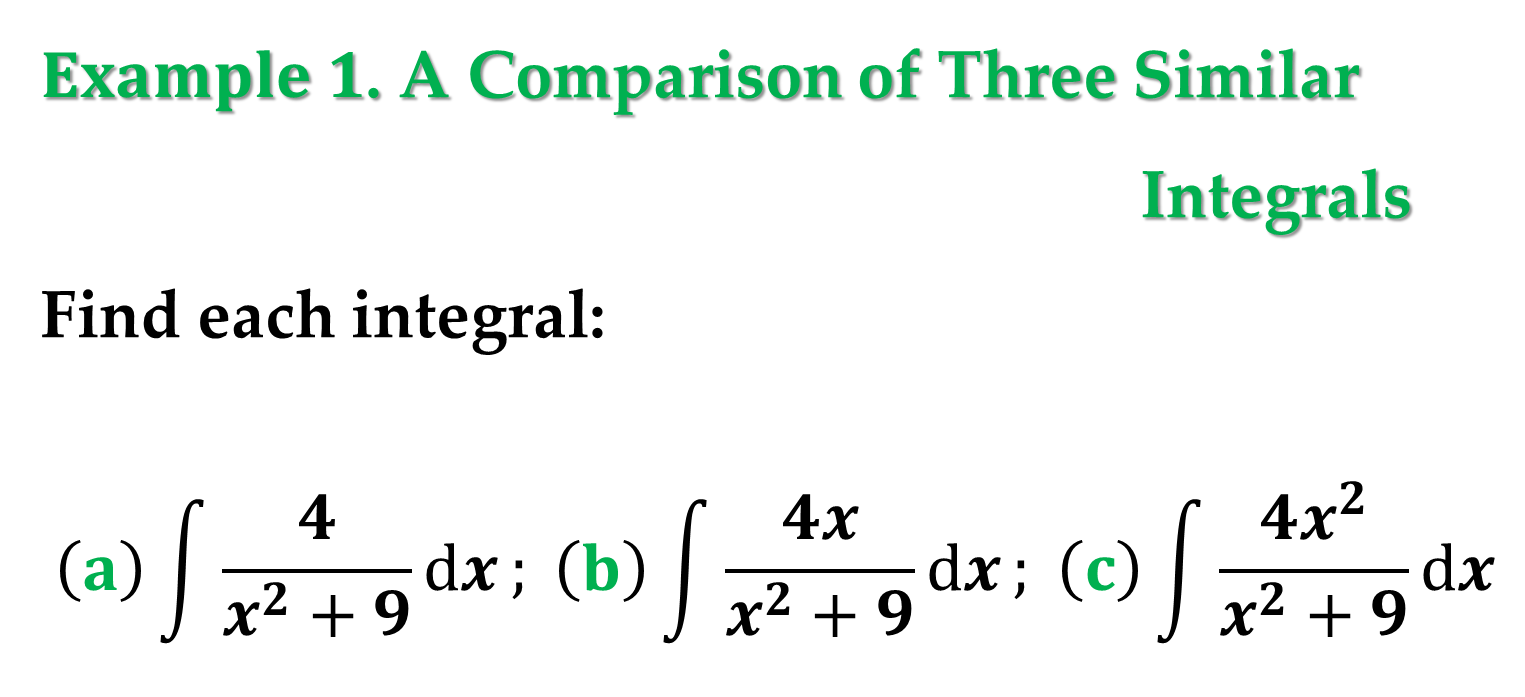 Example 1. A Comparison of Three Similar
Integrals
Find each integral:
(a) ∫ 4/(x² + 9) dx ; (b) ∫ 4x/(x² + 9) dx ; (c) ∫ 4x²/(x² + 9) dx